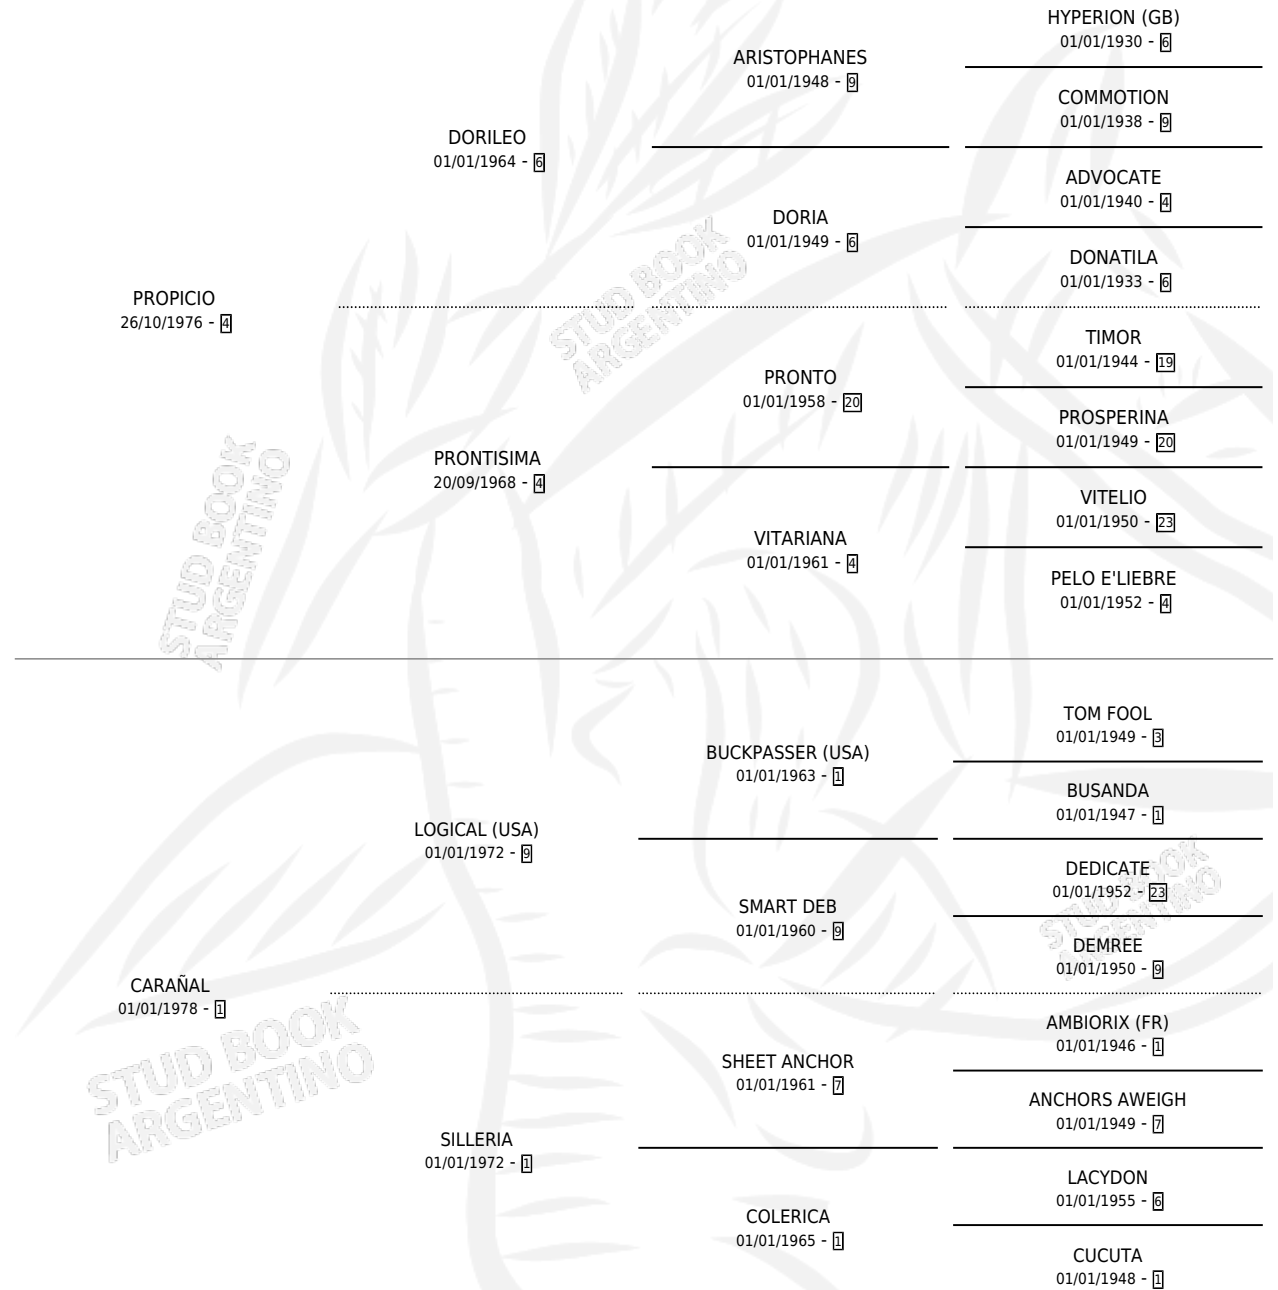 HYPERION (GB)
01/01/1930 - 6
ARISTOPHANES
01/01/1948 - 9
COMMOTION
01/01/1938 - 9
DORILEO
01/01/1964 - 6
ADVOCATE
01/01/1940 - 4
DORIA
01/01/1949 - 6
DONATILA
01/01/1933 - 6
STUD BOOK
ARGENTINO
PROPICIO
26/10/1976 - 4
TIMOR
01/01/1944 - 19
PRONTO
01/01/1958 - 20
PROSPERINA
01/01/1949 - 20
PRONTISIMA
20/09/1968 - 4
VITELIO
01/01/1950 - 23
VITARIANA
01/01/1961 - 4
PELO E'LIEBRE
01/01/1952 - 4
STUD BOOK
ARGENTINO
TOM FOOL
01/01/1949 - 3
BUCKPASSER (USA)
01/01/1963 - 1
BUSANDA
01/01/1947 - 1
LOGICAL (USA)
01/01/1972 - 9
DEDICATE
01/01/1952 - 23
SMART DEB
01/01/1960 - 9
DEMREE
01/01/1950 - 9
STUD BOOK
ARGENTINO
CARAÑAL
01/01/1978 - 1
AMBIORIX (FR)
01/01/1946 - 1
SHEET ANCHOR
01/01/1961 - 7
ANCHORS AWEIGH
01/01/1949 - 7
STUD BOOK
ARGENTINO
SILLERIA
01/01/1972 - 1
LACYDON
01/01/1955 - 6
COLERICA
01/01/1965 - 1
CUCUTA
01/01/1948 - 1